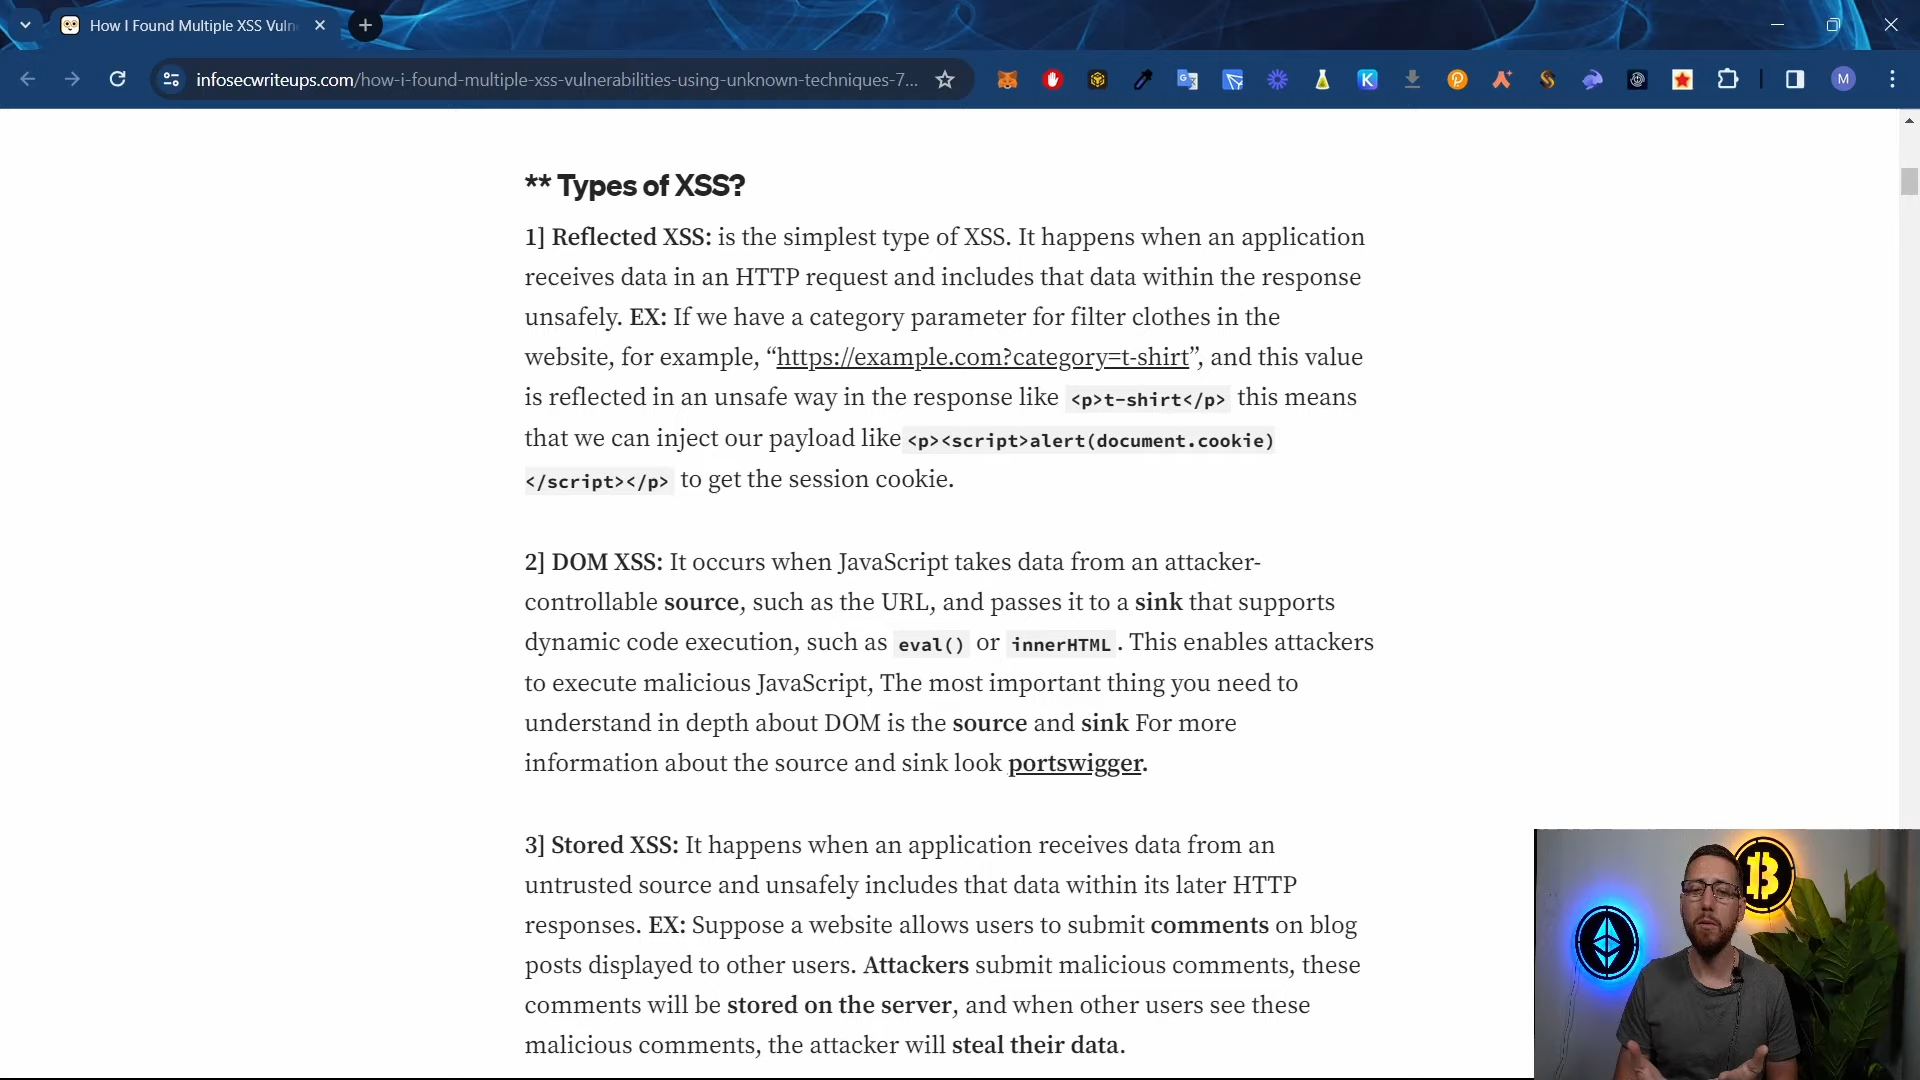 How I Found Multiple XSS Vuln
infosecwriteups.com/how-i-found-multiple-xss-vulnerabilities-using-unknown-techniques-7...
K
M
** Types of XSS?
1] Reflected XSS: is the simplest type of XSS. It happens when an application
receives data in an HTTP request and includes that data within the response
unsafely. EX: If we have a category parameter for filter clothes in the
website, for example, “https://example.com?category=t-shirt”, and this value
is reflected in an unsafe way in the response like <p>t-shirt</p> this means
that we can inject our payload like <p><script>alert(document.cookie)
</script></p> to get the session cookie.
2] DOM XSS: It occurs when JavaScript takes data from an attacker-
controllable source, such as the URL, and passes it to a sink that supports
dynamic code execution, such as eval() or innerHTML. This enables attackers
to execute malicious JavaScript, The most important thing you need to
understand in depth about DOM is the source and sink For more
information about the source and sink look portswigger.
3] Stored XSS: It happens when an application receives data from an
untrusted source and unsafely includes that data within its later HTTP
responses. EX: Suppose a website allows users to submit comments on blog
posts displayed to other users. Attackers submit malicious comments, these
comments will be stored on the server, and when other users see these
malicious comments, the attacker will steal their data.